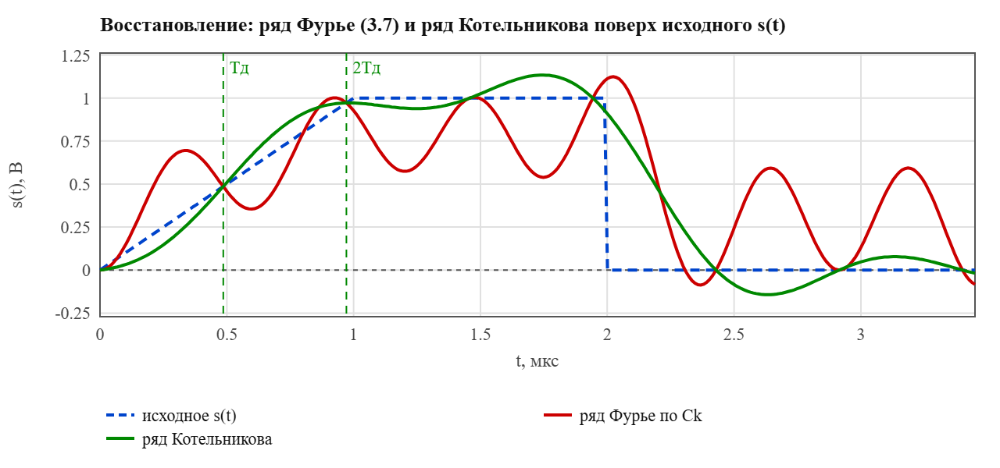 Восстановление: ряд Фурье (3.7) и ряд Котельникова поверх исходного s(t)
1.25
1
0.75
0.5
0.25
0
-0.25
s(t), В
Tд
2Tд
0
0.5
1
1.5
2
2.5
3
t, мкс
исходное s(t)
ряд Фурье по Ck
ряд Котельникова